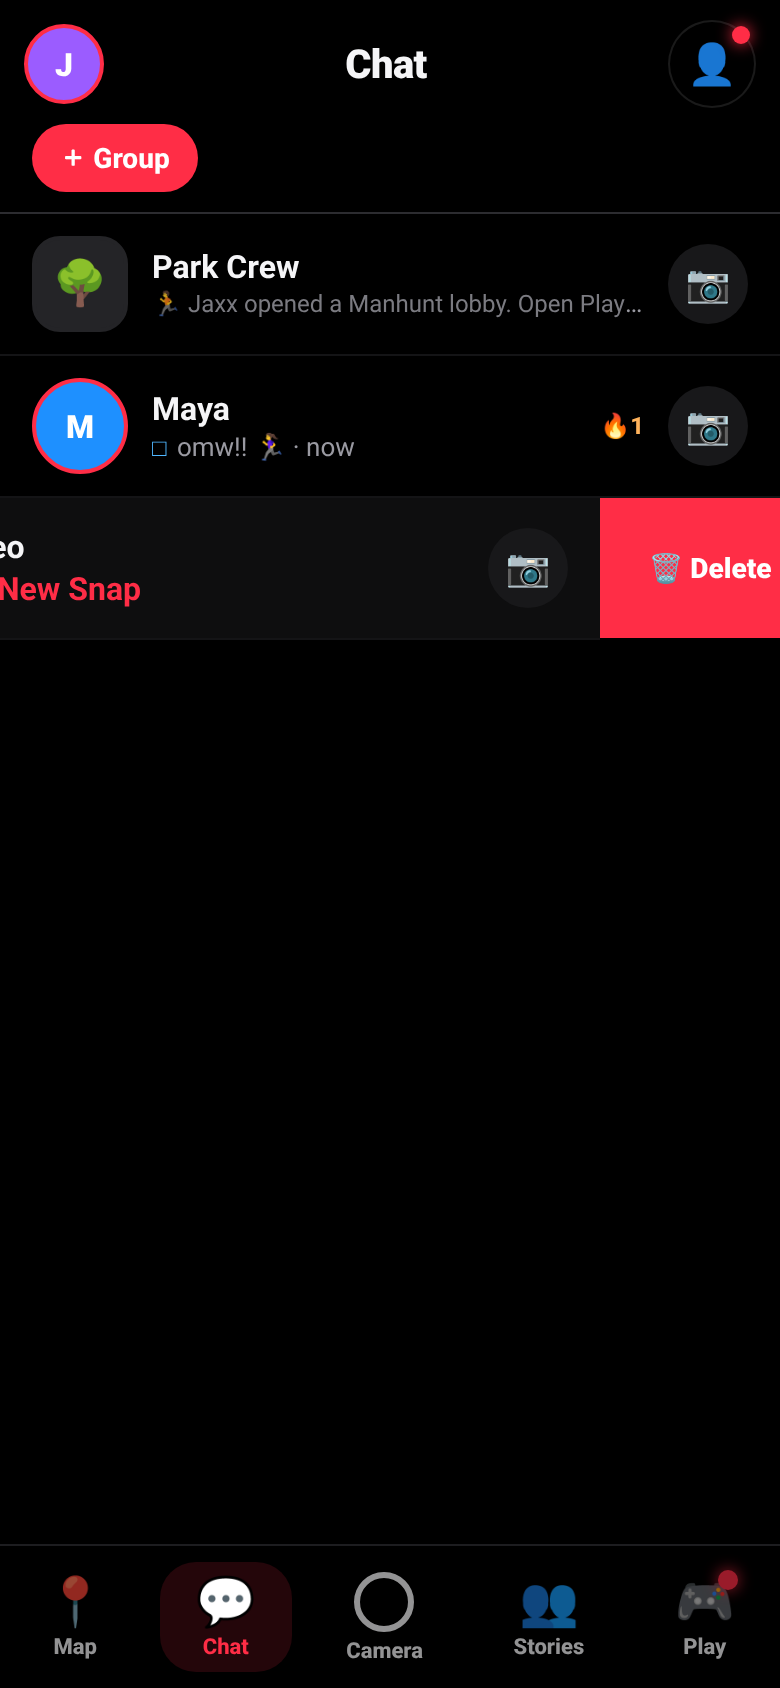 J
Chat
+ Group
Park Crew
🏃 Jaxx opened a Manhunt lobby. Open Play…
M
Maya
□ omw!! 🏃‍♀️ · now
🔥1
eo
New Snap
🗑️ Delete
Map
Chat
Camera
Stories
Play